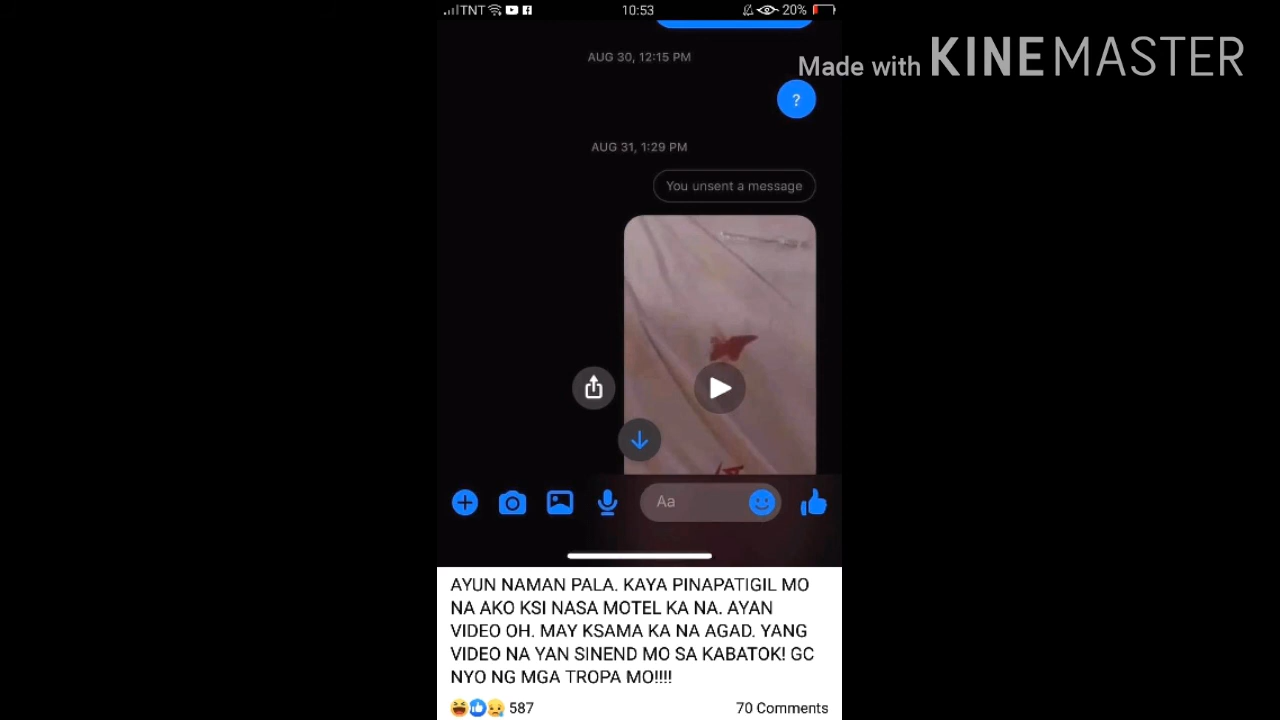 TNT
10:53
20%
AUG 30, 12:15 PM
Made with KINEMASTER
?
AUG 31, 1:29 PM
You unsent a message
Aa
AYUN NAMAN PALA. KAYA PINAPATIGIL MO
NA AKO KSI NASA MOTEL KA NA. AYAN
VIDEO OH. MAY KSAMA KA NA AGAD. YANG
VIDEO NA YAN SINEND MO SA KABATOK! GC
NYO NG MGA TROPA MO!!!!
587
70 Comments